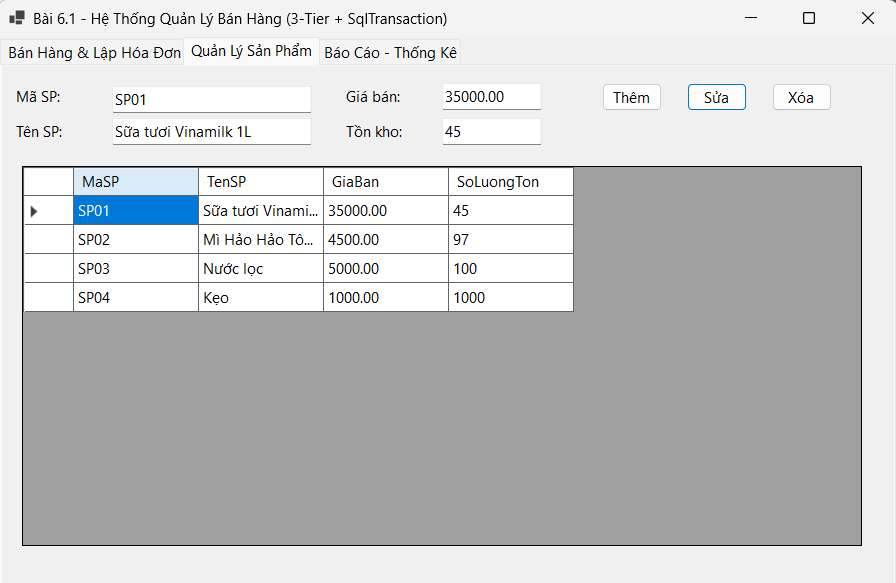 Bài 6.1 - Hệ Thống Quản Lý Bán Hàng (3-Tier + SqlTransaction)
Bán Hàng & Lập Hóa Đơn Quản Lý Sản Phẩm Báo Cáo - Thống Kê
Mã SP: SP01 Giá bán: 35000.00 Thêm Sửa Xóa
Tên SP: Sữa tươi Vinamilk 1L Tồn kho: 45
MaSP TenSP GiaBan SoLuongTon
SP01 Sữa tươi Vinami... 35000.00 45
SP02 Mì Hảo Hảo Tô... 4500.00 97
SP03 Nước lọc 5000.00 100
SP04 Kẹo 1000.00 1000